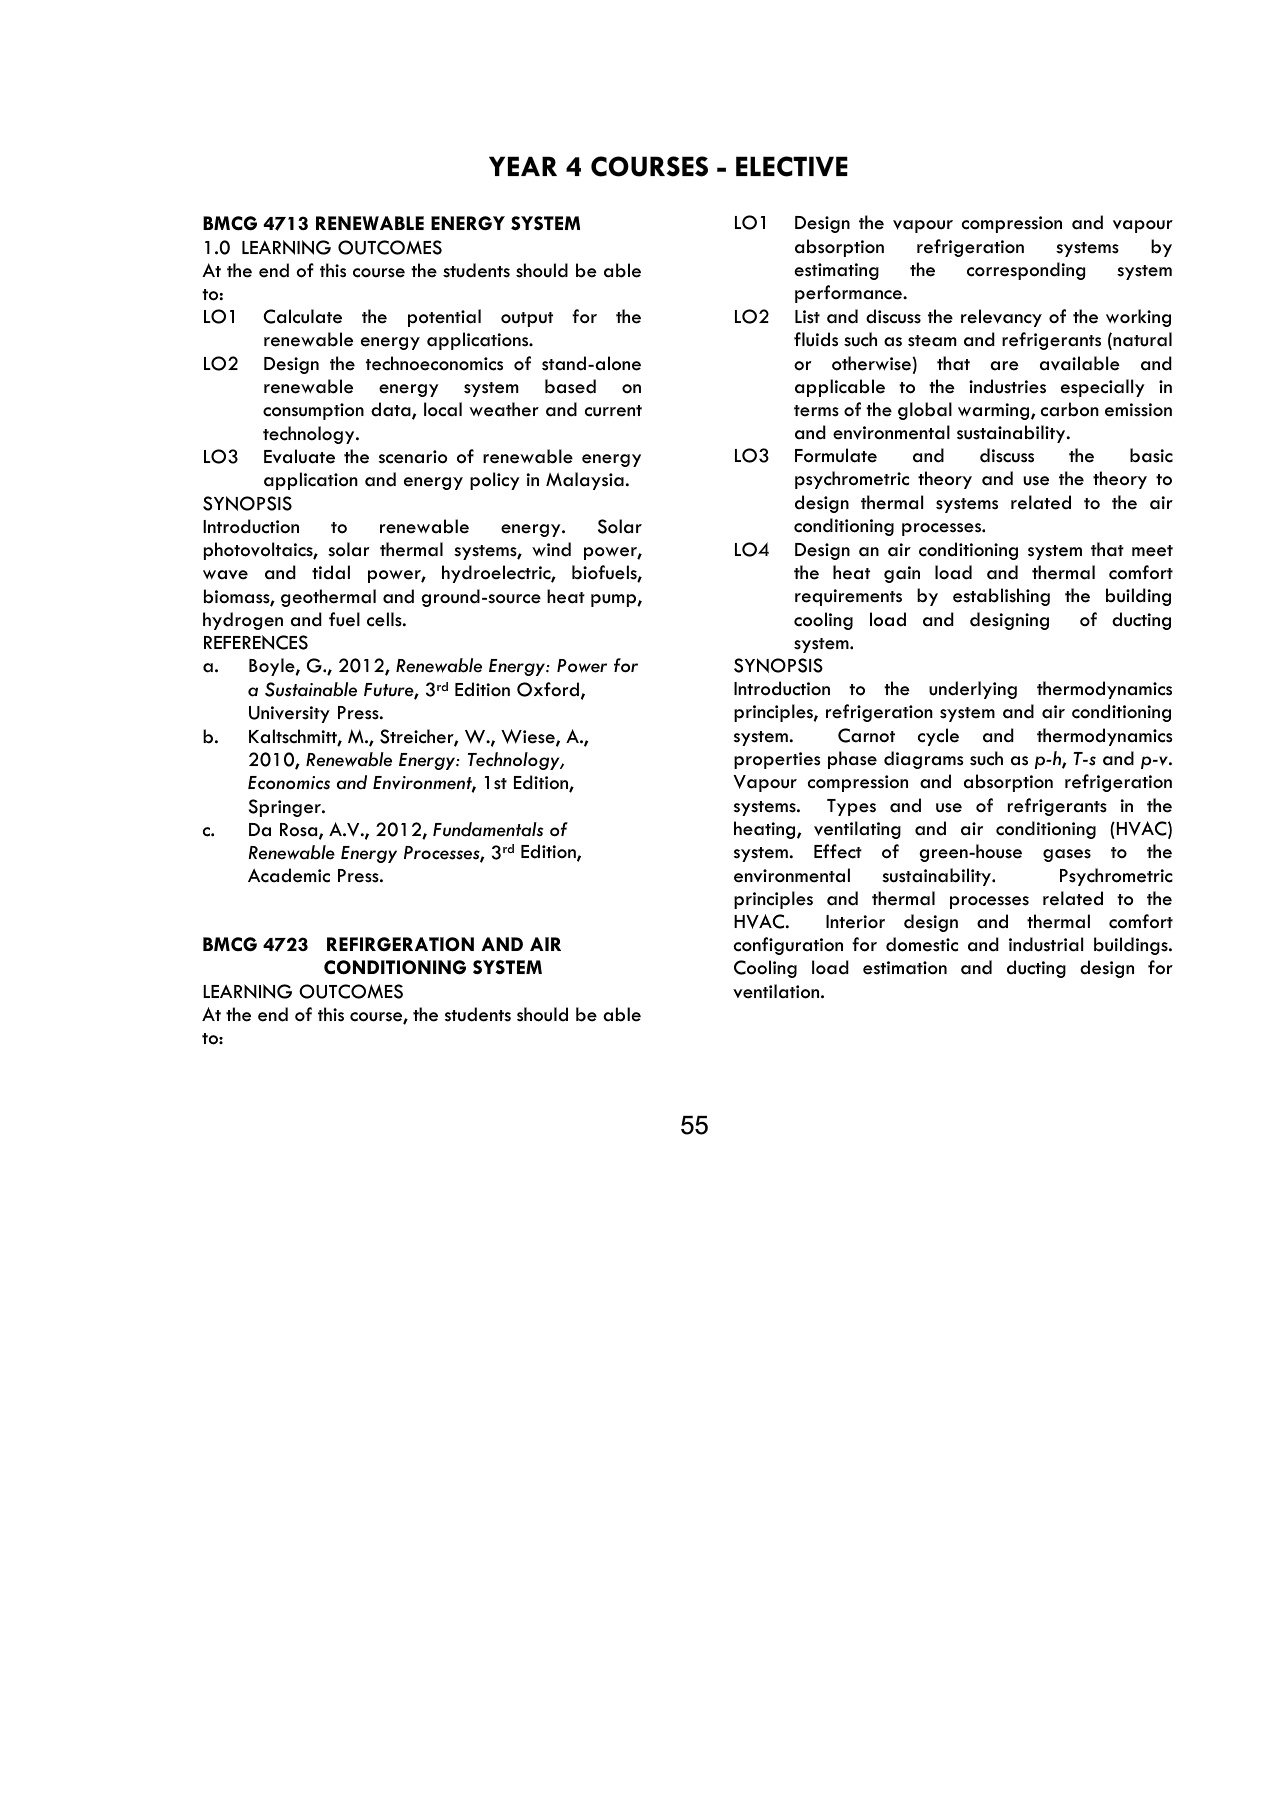 YEAR 4 COURSES - ELECTIVE
BMCG 4713 RENEWABLE ENERGY SYSTEM
1.0 LEARNING OUTCOMES
At the end of this course the students should be able
to:
LO1 Calculate the potential output for the
renewable energy applications.
LO2 Design the technoeconomics of stand-alone
renewable energy system based on
consumption data, local weather and current
technology.
LO3 Evaluate the scenario of renewable energy
application and energy policy in Malaysia.
SYNOPSIS
Introduction to renewable energy. Solar
photovoltaics, solar thermal systems, wind power,
wave and tidal power, hydroelectric, biofuels,
biomass, geothermal and ground-source heat pump,
hydrogen and fuel cells.
REFERENCES
a. Boyle, G., 2012, Renewable Energy: Power for
a Sustainable Future, 3rd Edition Oxford,
University Press.
b. Kaltschmitt, M., Streicher, W., Wiese, A.,
2010, Renewable Energy: Technology,
Economics and Environment, 1st Edition,
Springer.
c. Da Rosa, A.V., 2012, Fundamentals of
Renewable Energy Processes, 3rd Edition,
Academic Press.
BMCG 4723 REFIRGERATION AND AIR
CONDITIONING SYSTEM
LEARNING OUTCOMES
At the end of this course, the students should be able
to:
LO1 Design the vapour compression and vapour
absorption refrigeration systems by
estimating the corresponding system
performance.
LO2 List and discuss the relevancy of the working
fluids such as steam and refrigerants (natural
or otherwise) that are available and
applicable to the industries especially in
terms of the global warming, carbon emission
and environmental sustainability.
LO3 Formulate and discuss the basic
psychrometric theory and use the theory to
design thermal systems related to the air
conditioning processes.
LO4 Design an air conditioning system that meet
the heat gain load and thermal comfort
requirements by establishing the building
cooling load and designing of ducting
system.
SYNOPSIS
Introduction to the underlying thermodynamics
principles, refrigeration system and air conditioning
system. Carnot cycle and thermodynamics
properties phase diagrams such as p-h, T-s and p-v.
Vapour compression and absorption refrigeration
systems. Types and use of refrigerants in the
heating, ventilating and air conditioning (HVAC)
system. Effect of green-house gases to the
environmental sustainability. Psychrometric
principles and thermal processes related to the
HVAC. Interior design and thermal comfort
configuration for domestic and industrial buildings.
Cooling load estimation and ducting design for
ventilation.
55